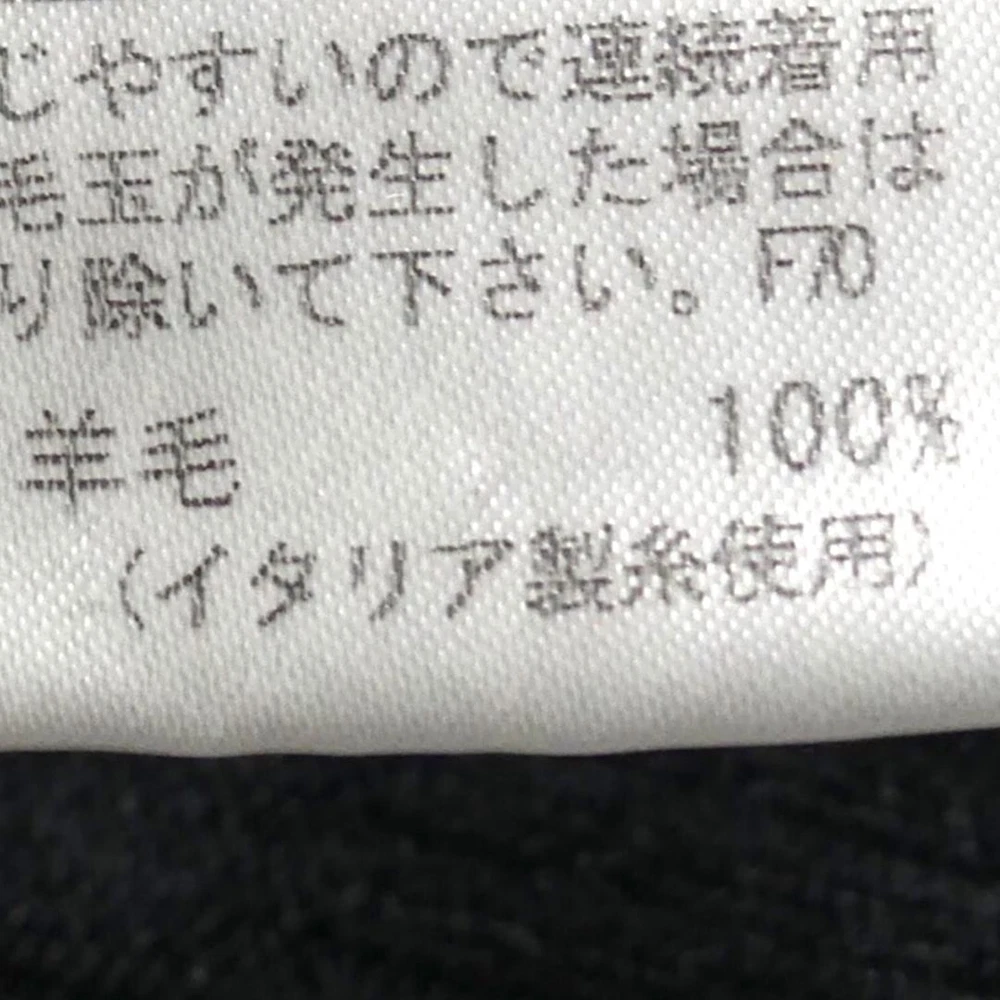 じやすいので連続着用
毛玉が発生した場合は
り除いて下さい。F70
羊毛 100%
(イタリア製糸使用)